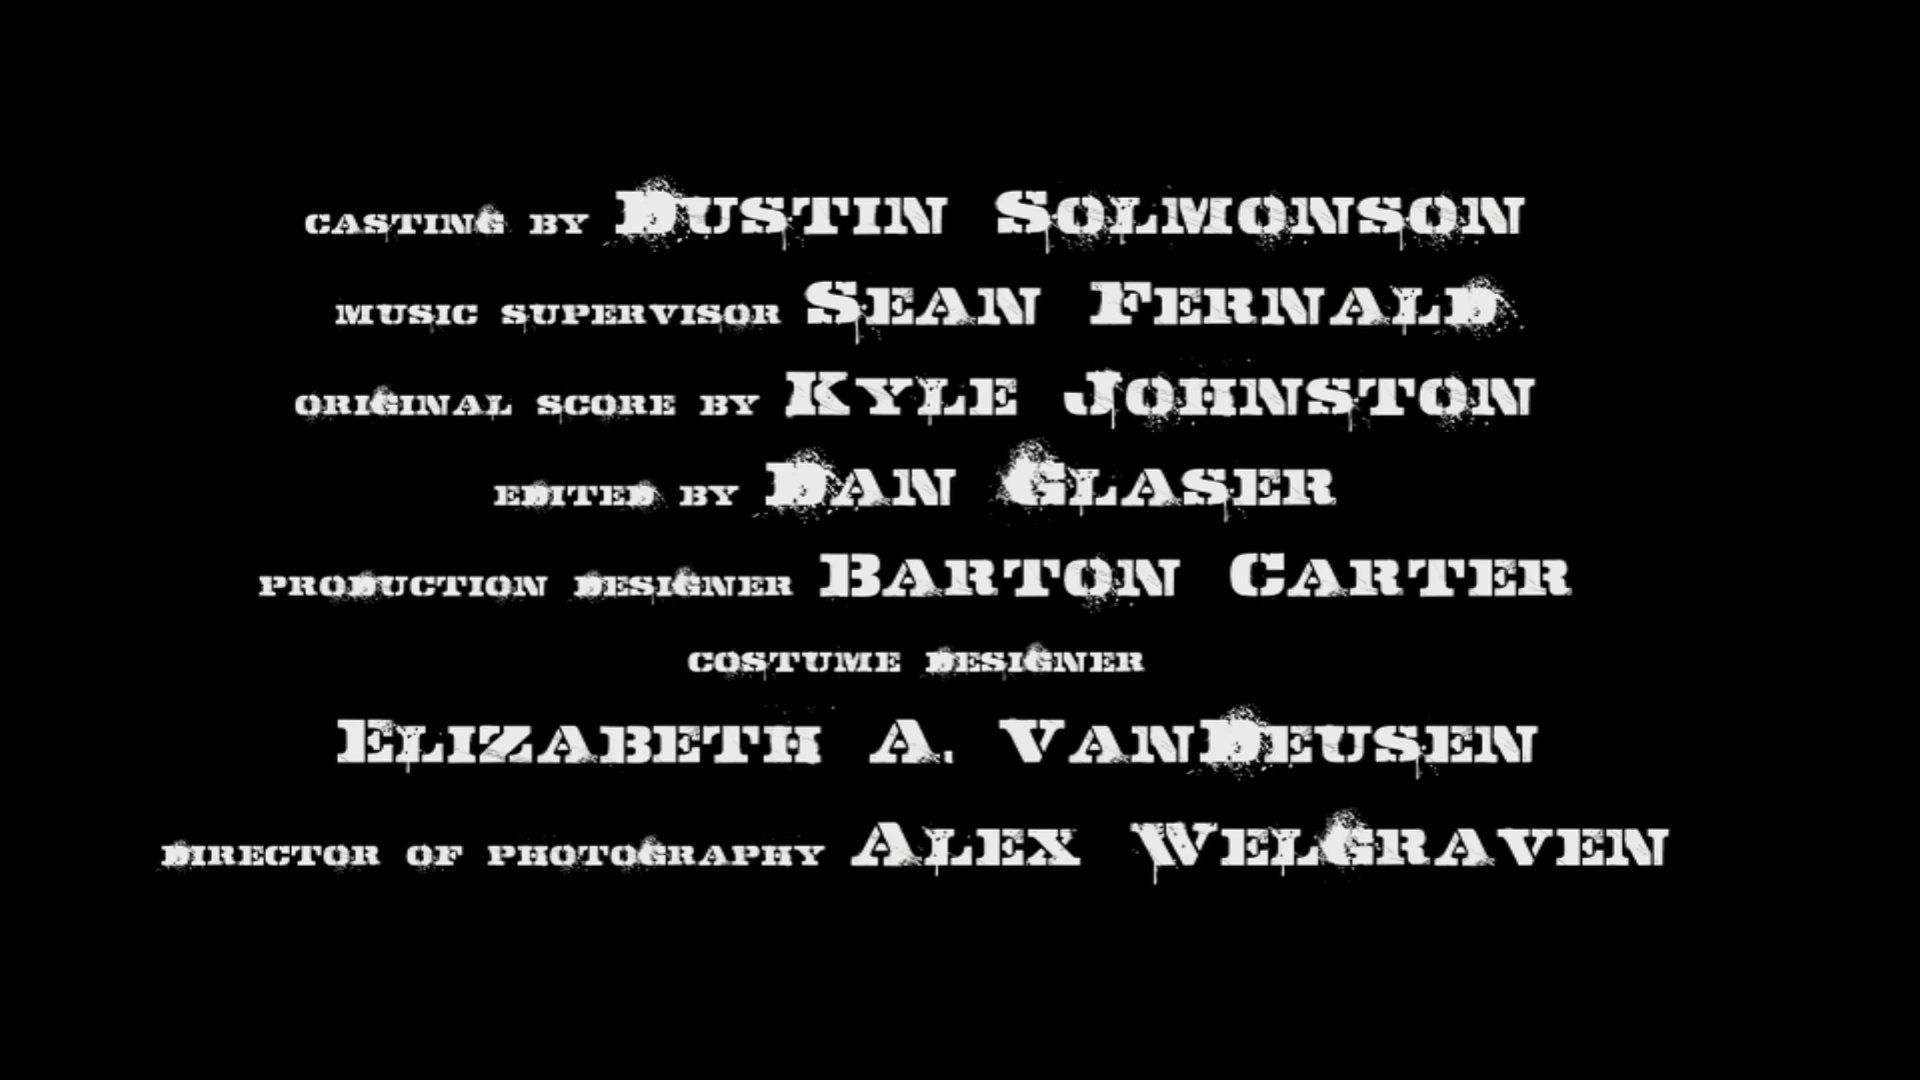 CASTING BY DUSTIN SOLMONSON
MUSIC SUPERVISOR SEAN FERNALD
ORIGINAL SCORE BY KYLE JOHNSTON
EDITED BY DAN GLASER
PRODUCTION DESIGNER BARTON CARTER
COSTUME DESIGNER
ELIZABETH A. VANDEUSEN
DIRECTOR OF PHOTOGRAPHY ALEX WELGRAVEN